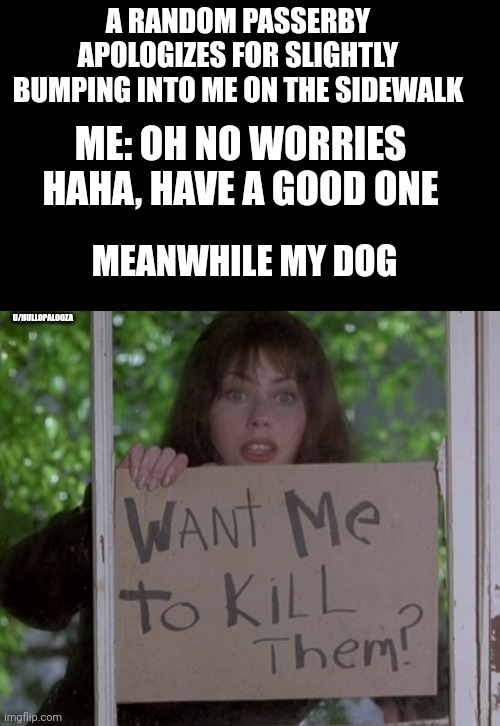 A RANDOM PASSERBY
APOLOGIZES FOR SLIGHTLY
BUMPING INTO ME ON THE SIDEWALK
ME: OH NO WORRIES
HAHA, HAVE A GOOD ONE
MEANWHILE MY DOG
U/HULLOPALOOZA
WANT Me
to KiLL
Them?
imgflip.com